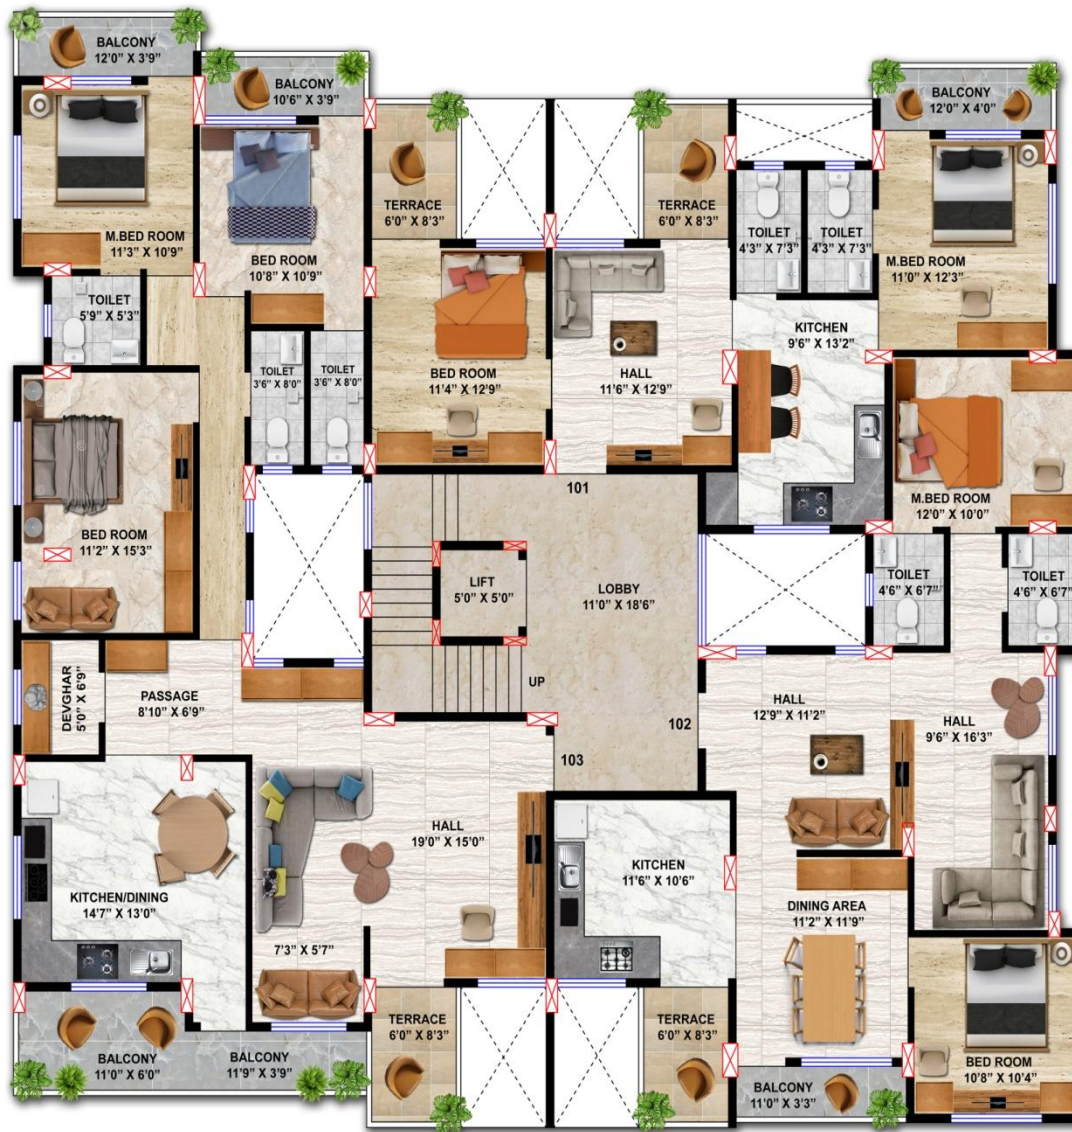 BALCONY
12'0" X 3'9"
BALCONY
10'6" X 3'9"
BALCONY
12'0" X 4'0"
TERRACE
6'0" X 8'3"
TERRACE
6'0" X 8'3"
TOILET
4'3" X 7'3"
TOILET
4'3" X 7'3"
M.BED ROOM
11'3" X 10'9"
BED ROOM
10'8" X 10'9"
M.BED ROOM
11'0" X 12'3"
TOILET
5'9" X 5'3"
KITCHEN
9'6" X 13'2"
TOILET
3'6" X 8'0"
TOILET
3'6" X 8'0"
BED ROOM
11'4" X 12'9"
HALL
11'6" X 12'9"
M.BED ROOM
12'0" X 10'0"
101
BED ROOM
11'2" X 15'3"
LIFT
5'0" X 5'0"
LOBBY
11'0" X 18'6"
TOILET
4'6" X 6'7"
TOILET
4'6" X 6'7"
UP
DEVGHAR
5'0" X 6'9"
PASSAGE
8'10" X 6'9"
HALL
12'9" X 11'2"
HALL
9'6" X 16'3"
102
103
HALL
19'0" X 15'0"
KITCHEN
11'6" X 10'6"
KITCHEN/DINING
14'7" X 13'0"
DINING AREA
11'2" X 11'9"
7'3" X 5'7"
TERRACE
6'0" X 8'3"
TERRACE
6'0" X 8'3"
BALCONY
11'0" X 6'0"
BALCONY
11'9" X 3'9"
BALCONY
11'0" X 3'3"
BED ROOM
10'8" X 10'4"